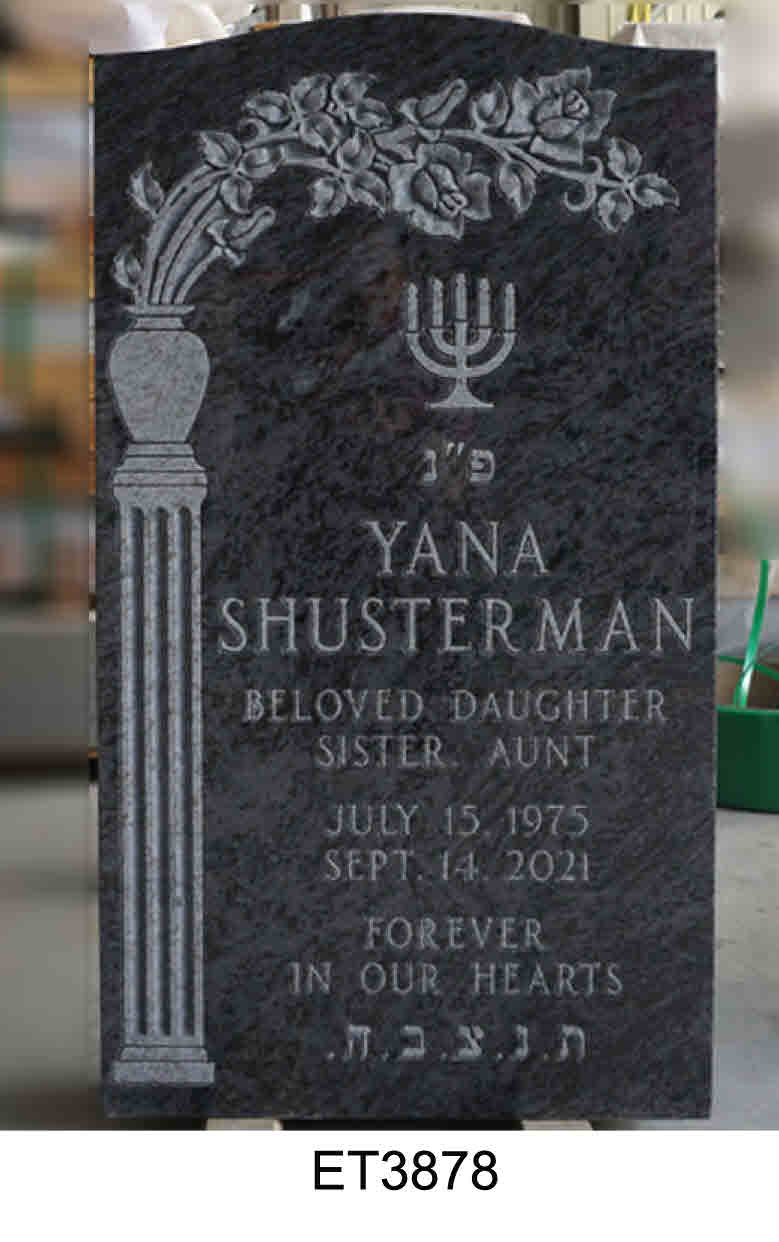 פ"נ
YANA
SHUSTERMAN
BELOVED DAUGHTER
SISTER, AUNT
JULY 15, 1975
SEPT. 14, 2021
FOREVER
IN OUR HEARTS
ת.נ.צ.ב.ה.
ET3878